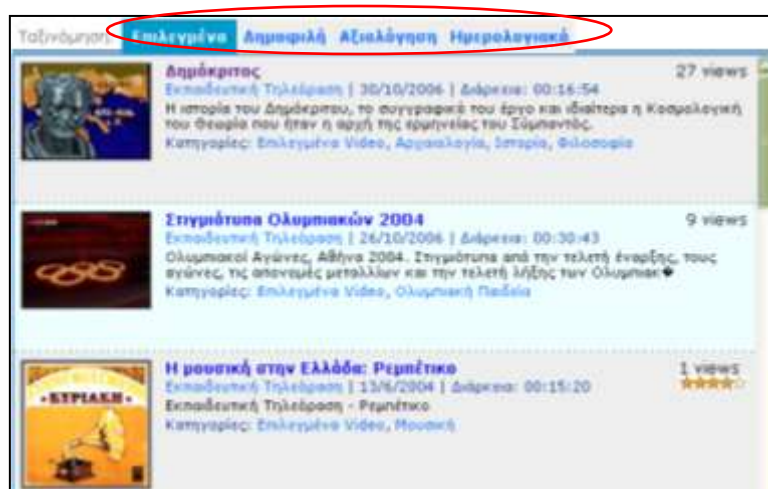 Ταξινόμηση: Επιλεγμένα Δημοφιλή Αξιολόγηση Ημερολογιακά
Δημόκριτος 27 views
Εκπαιδευτική Τηλεόραση | 30/10/2006 | Διάρκεια: 00:16:54
Η ιστορία του Δημόκριτου, το συγγραφικό του έργο και ιδιαίτερα η Κοσμολογική
του Θεωρία που ήταν η αρχή της ερμηνείας του Σύμπαντός.
Κατηγορίες: Επιλεγμένα Video, Αρχαιολογία, Ιστορία, Φιλοσοφία
Στιγμιότυπα Ολυμπιακών 2004 9 views
Εκπαιδευτική Τηλεόραση | 26/10/2006 | Διάρκεια: 00:30:43
Ολυμπιακοί Αγώνες, Αθήνα 2004. Στιγμιότυπα από την τελετή έναρξης, τους
αγώνες, τις απονομές μεταλλίων και την τελετή λήξης των Ολυμπιακ�
Κατηγορίες: Επιλεγμένα Video, Ολυμπιακή Παιδεία
Η μουσική στην Ελλάδα: Ρεμπέτικο 1 views
Εκπαιδευτική Τηλεόραση | 13/6/2004 | Διάρκεια: 00:15:20
Εκπαιδευτική Τηλεόραση - Ρεμπέτικο
Κατηγορίες: Επιλεγμένα Video, Μουσική
ΚΥΡΙΑΚΗ